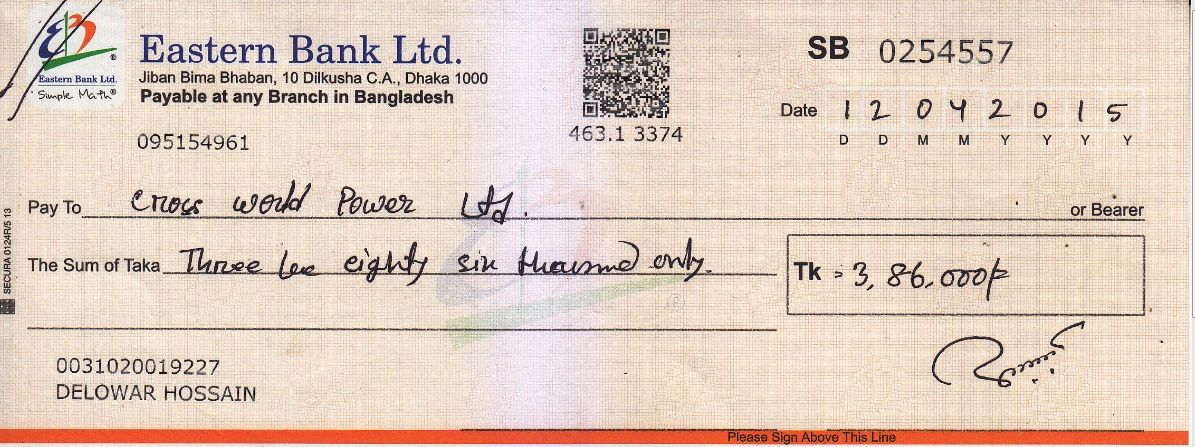 Eastern Bank Ltd.
Simple Math®
Eastern Bank Ltd.
Jiban Bima Bhaban, 10 Dilkusha C.A., Dhaka 1000
Payable at any Branch in Bangladesh
095154961
463.1 3374
SB 0254557
Date 1 2 0 4 2 0 1 5
D D M M Y Y Y Y
Pay To Cross World Power Ltd. or Bearer
The Sum of Taka Three lac eighty six thousand only.
Tk = 3,86,000/=
SECURA 0124R/5 13
0031020019227
DELOWAR HOSSAIN
Please Sign Above This Line